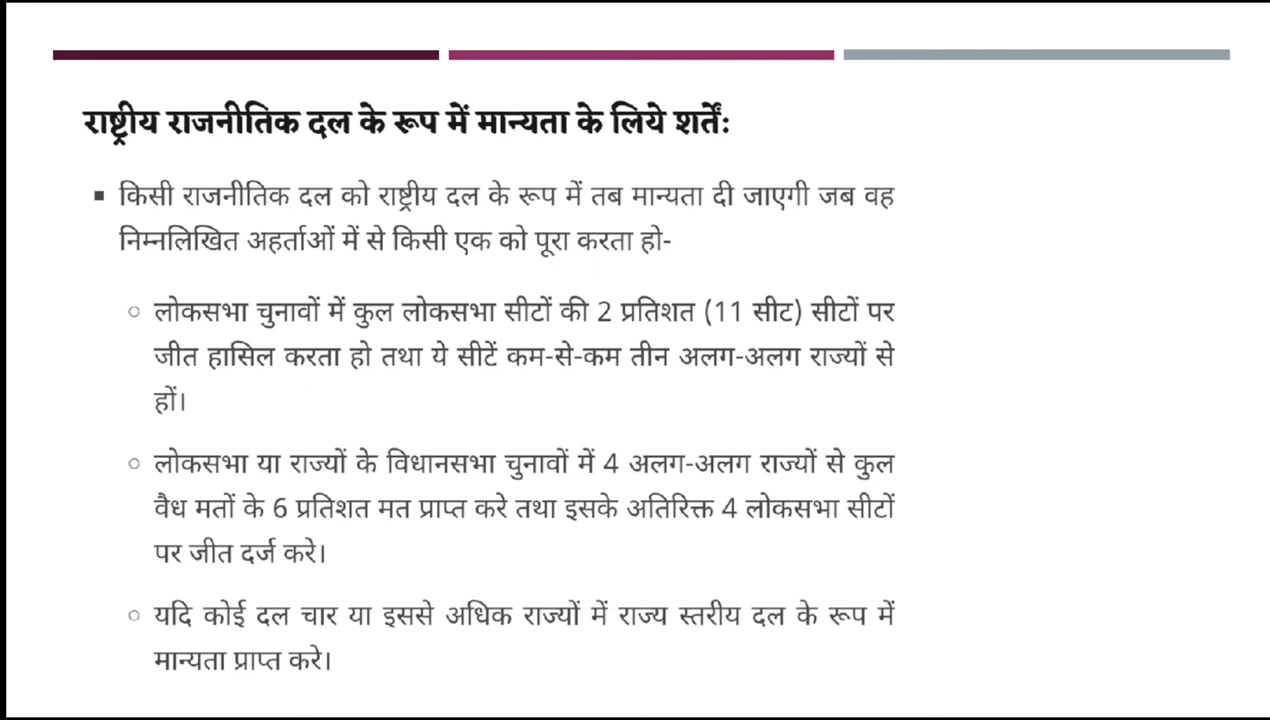 राष्ट्रीय राजनीतिक दल के रूप में मान्यता के लिये शर्तें:
▪ किसी राजनीतिक दल को राष्ट्रीय दल के रूप में तब मान्यता दी जाएगी जब वह
निम्नलिखित अहर्ताओं में से किसी एक को पूरा करता हो-
○ लोकसभा चुनावों में कुल लोकसभा सीटों की 2 प्रतिशत (11 सीट) सीटों पर
जीत हासिल करता हो तथा ये सीटें कम-से-कम तीन अलग-अलग राज्यों से
हों।
○ लोकसभा या राज्यों के विधानसभा चुनावों में 4 अलग-अलग राज्यों से कुल
वैध मतों के 6 प्रतिशत मत प्राप्त करे तथा इसके अतिरिक्त 4 लोकसभा सीटों
पर जीत दर्ज करे।
○ यदि कोई दल चार या इससे अधिक राज्यों में राज्य स्तरीय दल के रूप में
मान्यता प्राप्त करे।